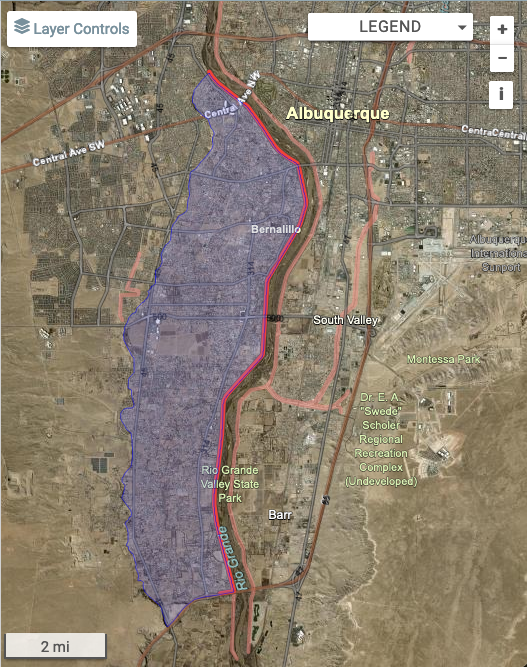 Layer Controls
LEGEND
+
−
i
Central Ave NW
Albuquerque
Central Ave SW
Bernalillo
Albuquerque
International
Sunport
South Valley
Montessa Park
Dr. E. A.
"Swede"
Scholer
Regional
Recreation
Complex
(Undeveloped)
Rio Grande
Valley State
Park
Barr
Rio Grande
2 mi